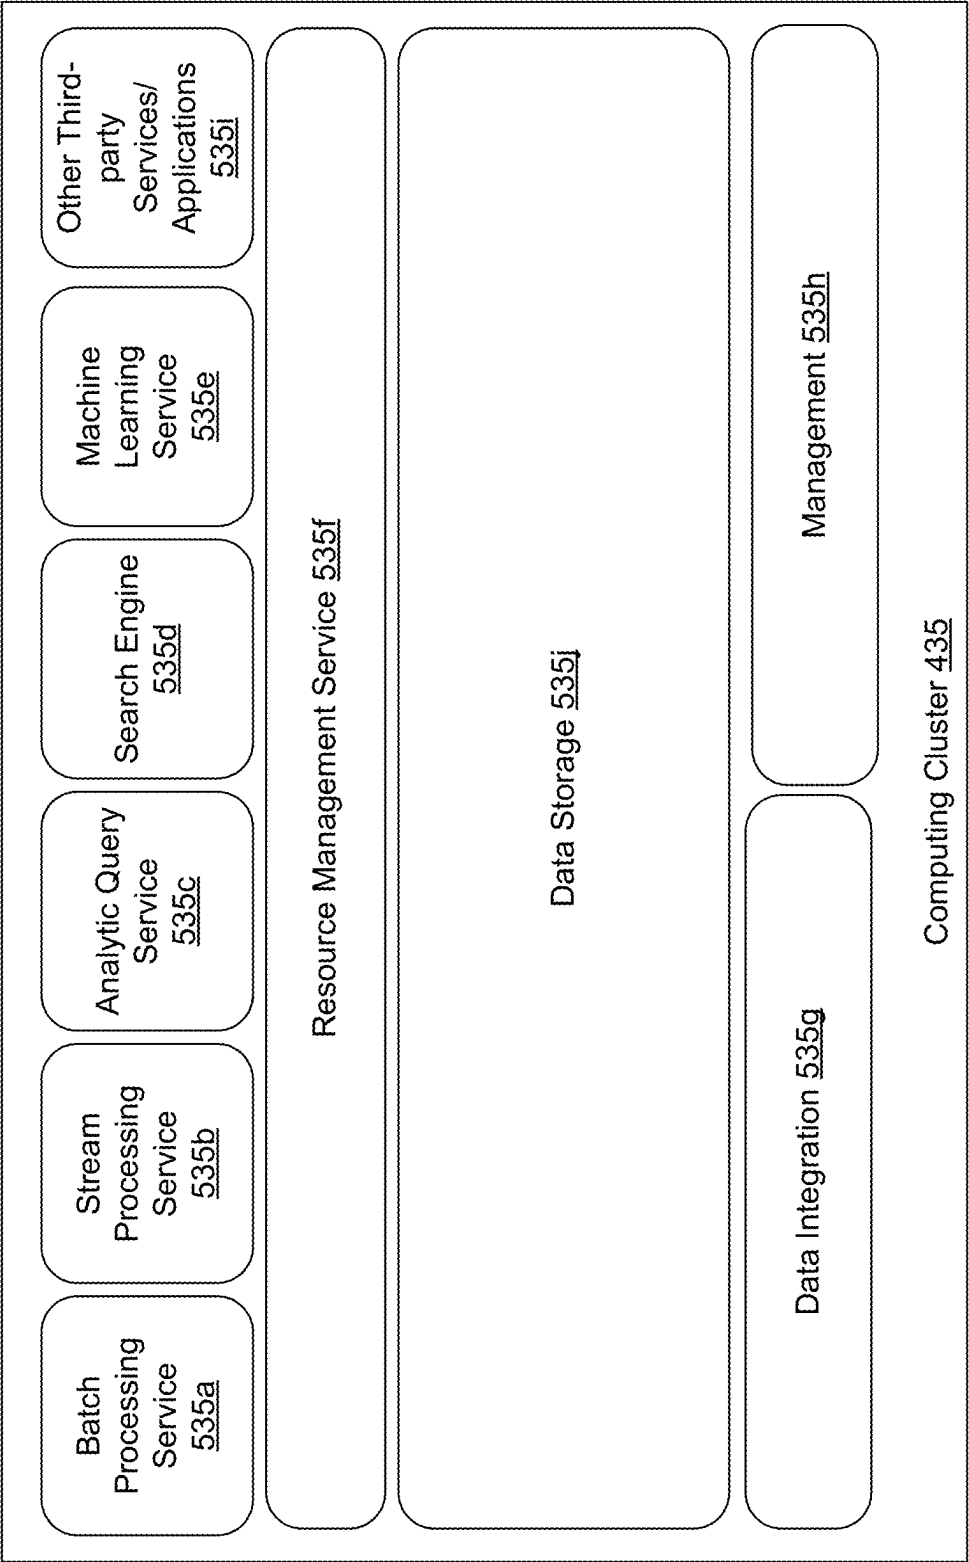 Batch
Processing
Service
535a
Stream
Processing
Service
535b
Analytic Query
Service
535c
Search Engine
535d
Machine
Learning
Service
535e
Other Third-
party
Services/
Applications
535i
Resource Management Service 535f
Data Storage 535j
Data Integration 535g
Management 535h
Computing Cluster 435